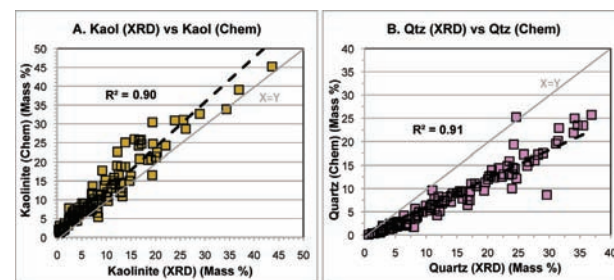 A. Kaol (XRD) vs Kaol (Chem)
50
45
40
35
30
25
20
15
10
5
0
Kaolinite (Chem) (Mass %)
R² = 0.90
X=Y
0 5 10 15 20 25 30 35 40 45 50
Kaolinite (XRD) (Mass %)
B. Qtz (XRD) vs Qtz (Chem)
40
35
30
25
20
15
10
5
0
Quartz (Chem) (Mass %)
R² = 0.91
X=Y
0 5 10 15 20 25 30 35 40
Quartz (XRD) (Mass %)